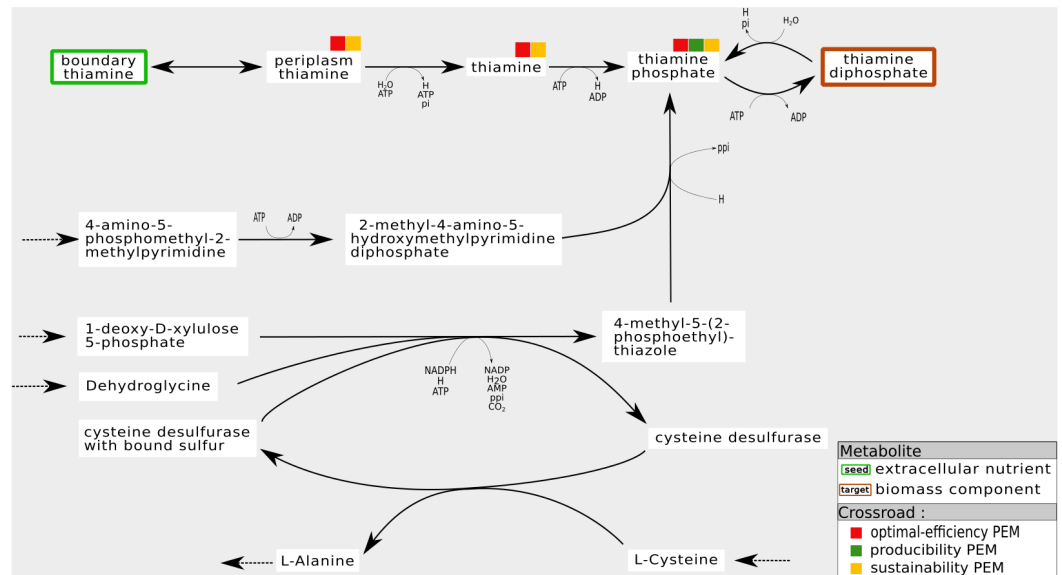 boundary
thiamine
periplasm
thiamine
H₂O
ATP
H
ATP
pi
thiamine
ATP
H
ADP
thiamine
phosphate
H
pi
H₂O
ATP
ADP
thiamine
diphosphate
ppi
H
4-amino-5-
phosphomethyl-2-
methylpyrimidine
ATP
ADP
2-methyl-4-amino-5-
hydroxymethylpyrimidine
diphosphate
1-deoxy-D-xylulose
5-phosphate
4-methyl-5-(2-
phosphoethyl)-
thiazole
Dehydroglycine
NADPH
H
ATP
NADP
H2O
AMP
ppi
CO₂
cysteine desulfurase
with bound sulfur
cysteine desulfurase
L-Alanine
L-Cysteine
Metabolite
seed extracellular nutrient
target biomass component
Crossroad :
optimal-efficiency PEM
producibility PEM
sustainability PEM